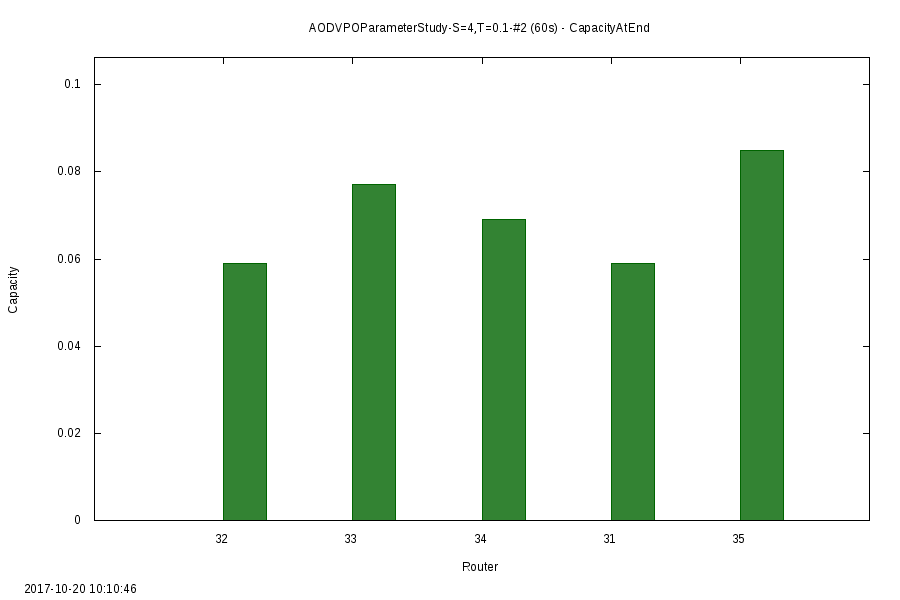 AODVPOParameterStudy-S=4,T=0.1-#2 (60s) - CapacityAtEnd
0.1
0.08
0.06
0.04
0.02
0
Capacity
32 33 34 31 35
Router
2017-10-20 10:10:46